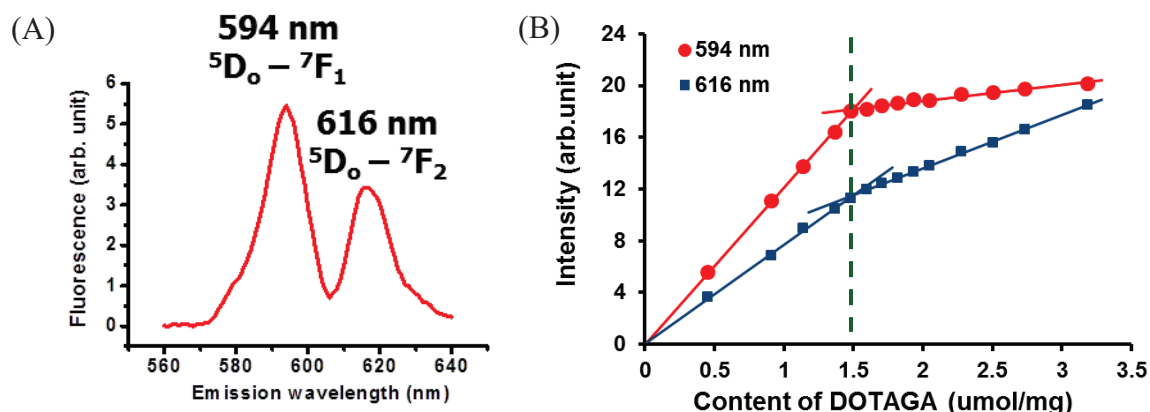 (A)
594 nm
⁵Dₒ – ⁷F₁
616 nm
⁵Dₒ – ⁷F₂
Fluorescence (arb. unit)
6
5
4
3
2
1
0
560 580 600 620 640
Emission wavelength (nm)
(B)
594 nm
616 nm
Intensity (arb.unit)
24
20
16
12
8
4
0
0 0.5 1 1.5 2 2.5 3 3.5
Content of DOTAGA (umol/mg)